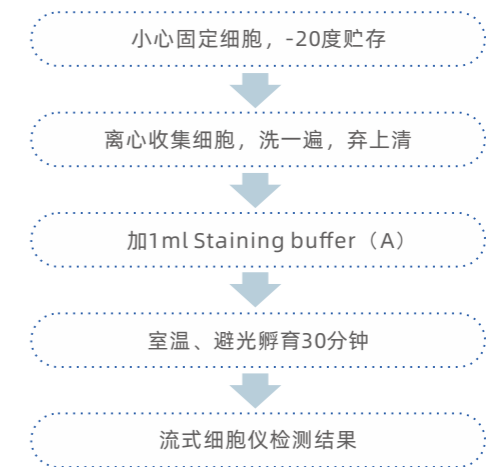 小心固定细胞，-20度贮存
离心收集细胞，洗一遍，弃上清
加1ml Staining buffer（A）
室温、避光孵育30分钟
流式细胞仪检测结果